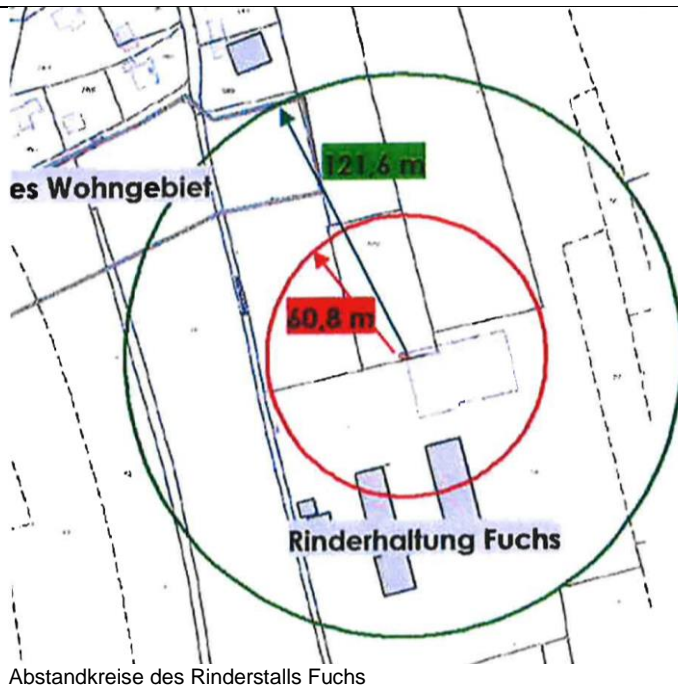 121,6 m
es Wohngebiet
60,8 m
Rinderhaltung Fuchs
Abstandkreise des Rinderstalls Fuchs